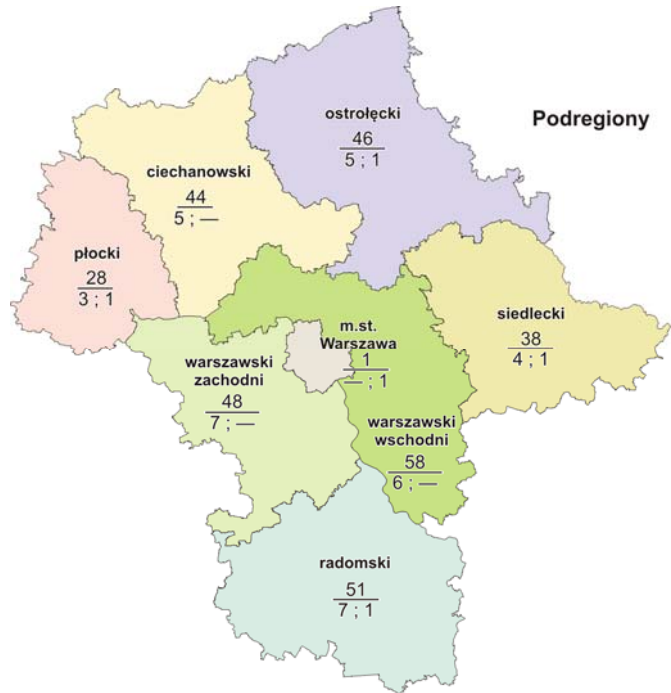 Podregiony
ostrołęcki
46
5 ; 1
ciechanowski
44
5 ; —
płocki
28
3 ; 1
siedlecki
38
4 ; 1
m.st.
Warszawa
1
— ; 1
warszawski
zachodni
48
7 ; —
warszawski
wschodni
58
6 ; —
radomski
51
7 ; 1